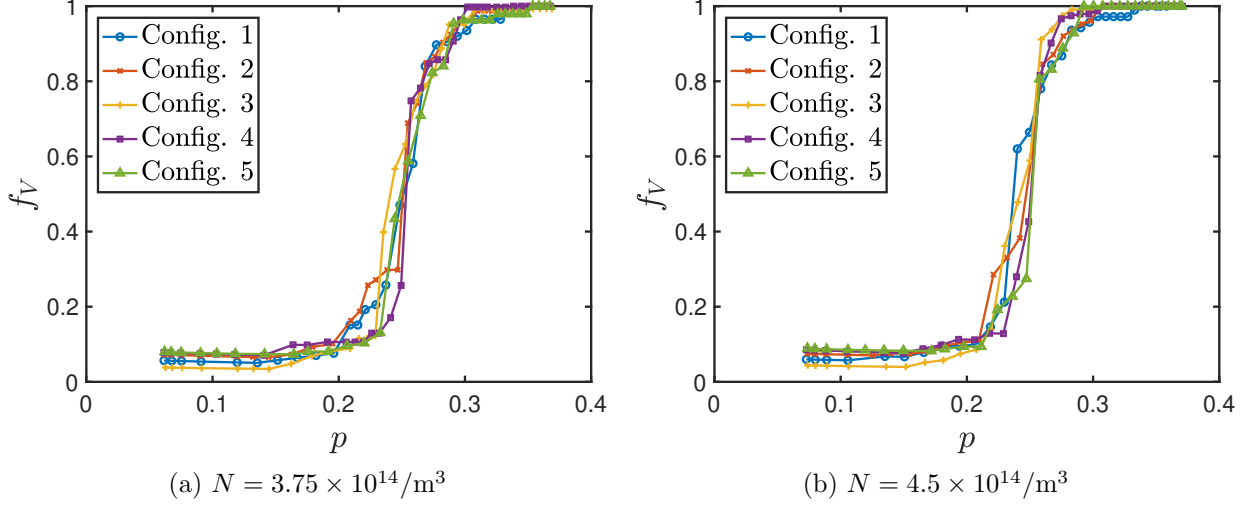 1
0.8
0.6
0.4
0.2
0
f_V
Config. 1
Config. 2
Config. 3
Config. 4
Config. 5
0 0.1 0.2 0.3 0.4
p
(a) N = 3.75 × 10^14/m^3
1
0.8
0.6
0.4
0.2
0
f_V
Config. 1
Config. 2
Config. 3
Config. 4
Config. 5
0 0.1 0.2 0.3 0.4
p
(b) N = 4.5 × 10^14/m^3